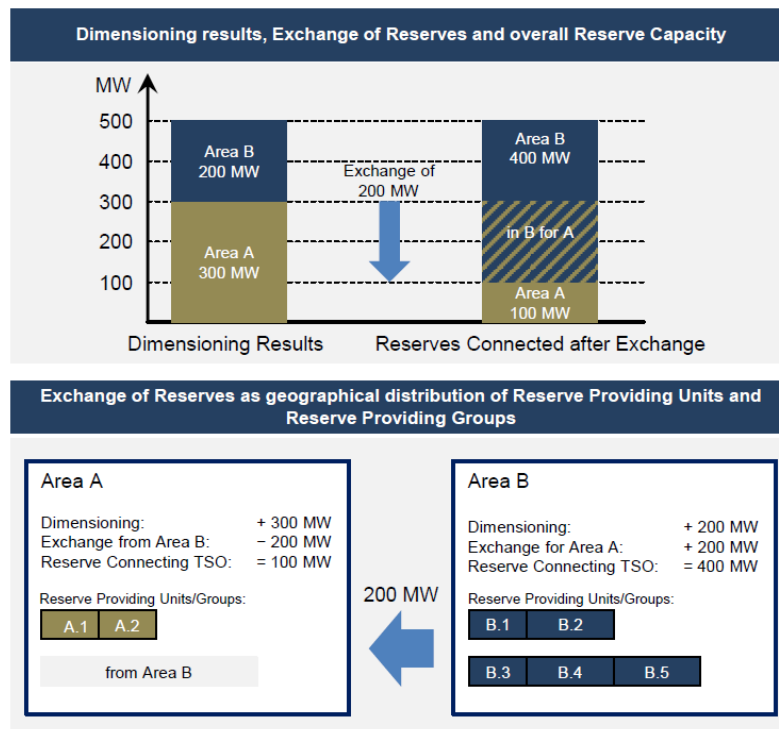 Dimensioning results, Exchange of Reserves and overall Reserve Capacity
MW
500
400
300
200
100
Area B
200 MW
Area A
300 MW
Exchange of
200 MW
Area B
400 MW
in B for A
Area A
100 MW
Dimensioning Results
Reserves Connected after Exchange
Exchange of Reserves as geographical distribution of Reserve Providing Units and
Reserve Providing Groups
Area A
Dimensioning: + 300 MW
Exchange from Area B: − 200 MW
Reserve Connecting TSO: = 100 MW
Reserve Providing Units/Groups:
A.1 A.2
from Area B
200 MW
Area B
Dimensioning: + 200 MW
Exchange for Area A: + 200 MW
Reserve Connecting TSO: = 400 MW
Reserve Providing Units/Groups:
B.1 B.2
B.3 B.4 B.5